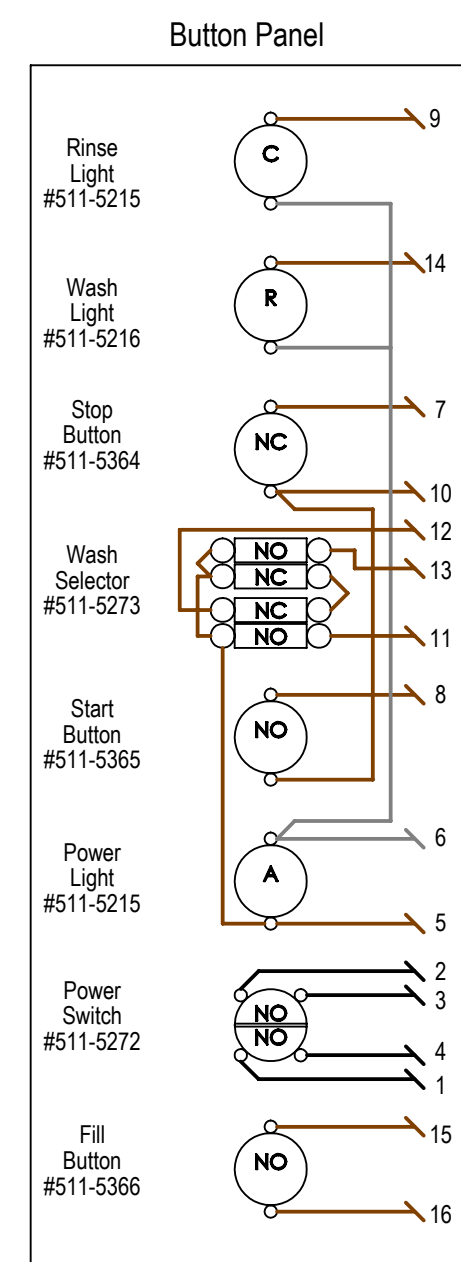 Button Panel
9
Rinse
Light
#511-5215
C
14
Wash
Light
#511-5216
R
7
Stop
Button
#511-5364
NC
10
12
Wash
Selector
#511-5273
NO
NC
NC
NO
13
11
8
Start
Button
#511-5365
NO
6
Power
Light
#511-5215
A
5
2
3
Power
Switch
#511-5272
NO
NO
4
1
15
Fill
Button
#511-5366
NO
16